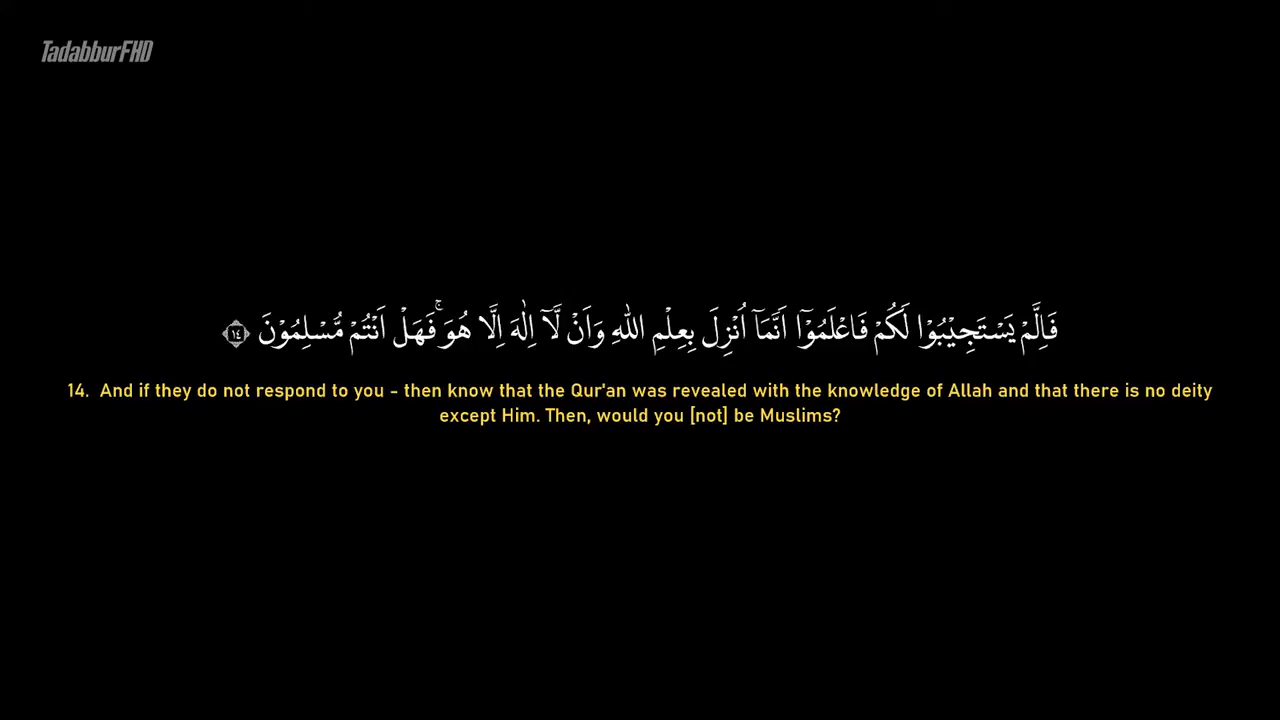 TadabburFHD
فَاِلَّمْ يَسْتَجِيْبُوْا لَكُمْ فَاعْلَمُوْٓا اَنَّمَآ اُنْزِلَ بِعِلْمِ اللّٰهِ وَاَنْ لَّآ اِلٰهَ اِلَّا هُوَ ۚفَهَلْ اَنْتُمْ مُّسْلِمُوْنَ ١٤
14. And if they do not respond to you - then know that the Qur'an was revealed with the knowledge of Allah and that there is no deity
except Him. Then, would you [not] be Muslims?